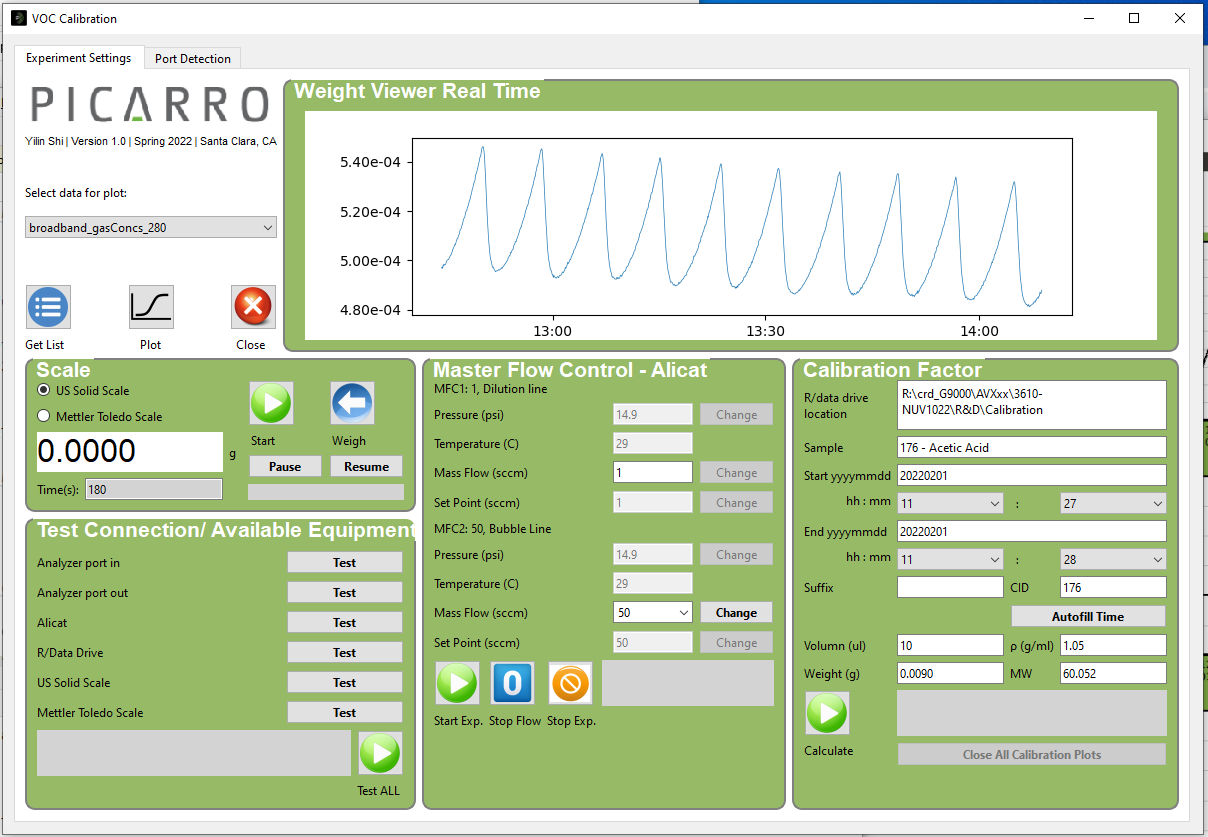 VOC Calibration
Experiment Settings
Port Detection
PICARRO
Yilin Shi | Version 1.0 | Spring 2022 | Santa Clara, CA
Select data for plot:
broadband_gasConcs_280
Get List
Plot
Close
Weight Viewer Real Time
5.40e-04
5.20e-04
5.00e-04
4.80e-04
13:00
13:30
14:00
Scale
US Solid Scale
Mettler Toledo Scale
0.0000
g
Time(s):
180
Start
Weigh
Pause
Resume
Test Connection/ Available Equipment
Analyzer port in
Test
Analyzer port out
Test
Alicat
Test
R/Data Drive
Test
US Solid Scale
Test
Mettler Toledo Scale
Test
Test ALL
Master Flow Control - Alicat
MFC1: 1, Dilution line
Pressure (psi)
14.9
Change
Temperature (C)
29
Mass Flow (sccm)
1
Change
Set Point (sccm)
1
Change
MFC2: 50, Bubble Line
Pressure (psi)
14.9
Change
Temperature (C)
29
Mass Flow (sccm)
50
Change
Set Point (sccm)
50
Change
0
Start Exp.
Stop Flow
Stop Exp.
Calibration Factor
R/data drive
location
R:\crd_G9000\AVXxx\3610-
NUV1022\R&D\Calibration
Sample
176 - Acetic Acid
Start yyyymmdd
20220201
hh : mm
11
:
27
End yyyymmdd
20220201
hh : mm
11
:
28
Suffix
CID
176
Autofill Time
Volumn (ul)
10
ρ (g/ml)
1.05
Weight (g)
0.0090
MW
60.052
Calculate
Close All Calibration Plots